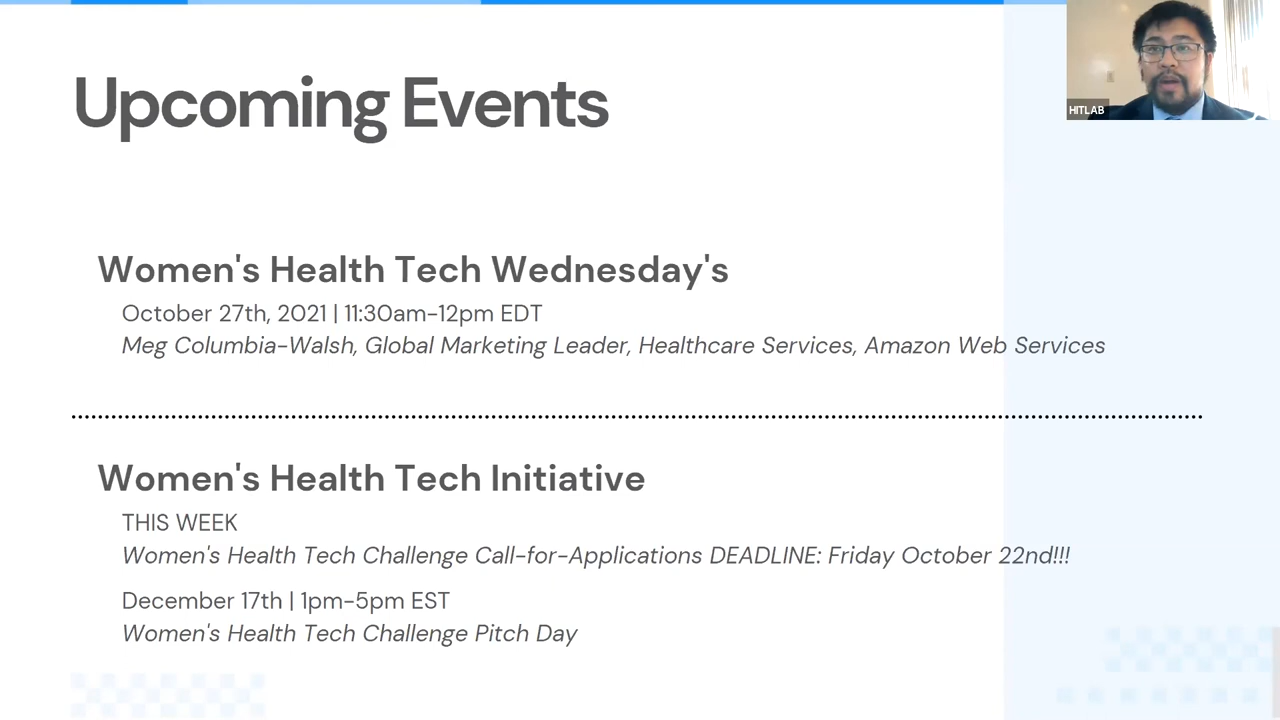 Upcoming Events
HITLAB
Women's Health Tech Wednesday's
October 27th, 2021 | 11:30am-12pm EDT
Meg Columbia-Walsh, Global Marketing Leader, Healthcare Services, Amazon Web Services
Women's Health Tech Initiative
THIS WEEK
Women's Health Tech Challenge Call-for-Applications DEADLINE: Friday October 22nd!!!
December 17th | 1pm-5pm EST
Women's Health Tech Challenge Pitch Day